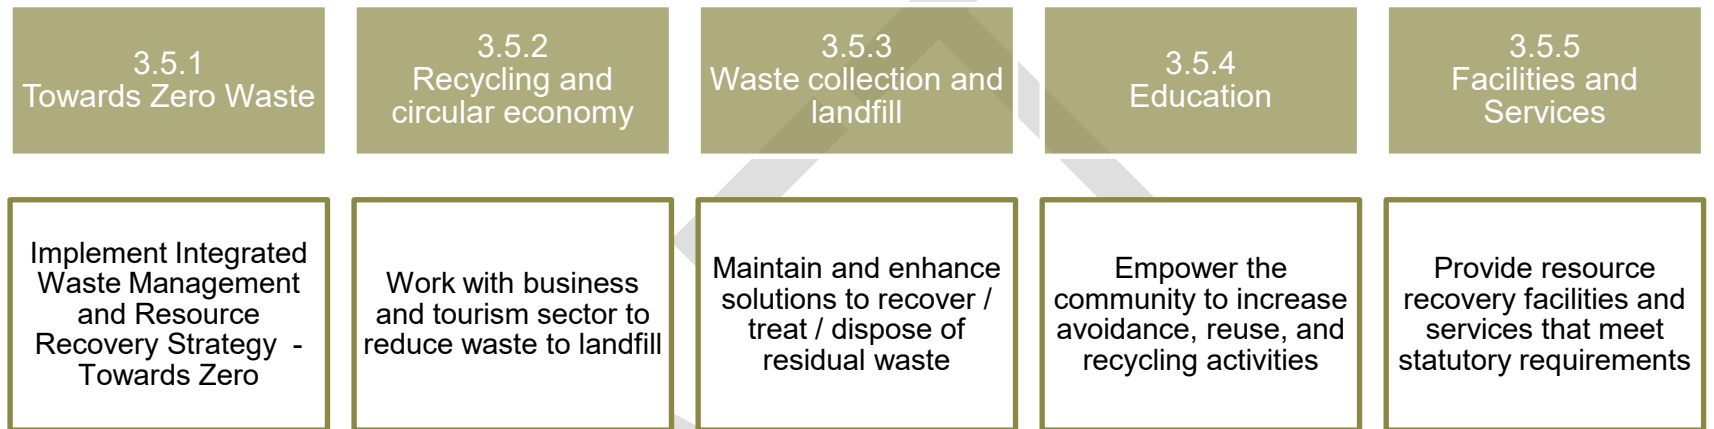 3.5.1
Towards Zero Waste
3.5.2
Recycling and
circular economy
3.5.3
Waste collection and
landfill
3.5.4
Education
3.5.5
Facilities and
Services
Implement Integrated
Waste Management
and Resource
Recovery Strategy -
Towards Zero
Work with business
and tourism sector to
reduce waste to landfill
Maintain and enhance
solutions to recover /
treat / dispose of
residual waste
Empower the
community to increase
avoidance, reuse, and
recycling activities
Provide resource
recovery facilities and
services that meet
statutory requirements